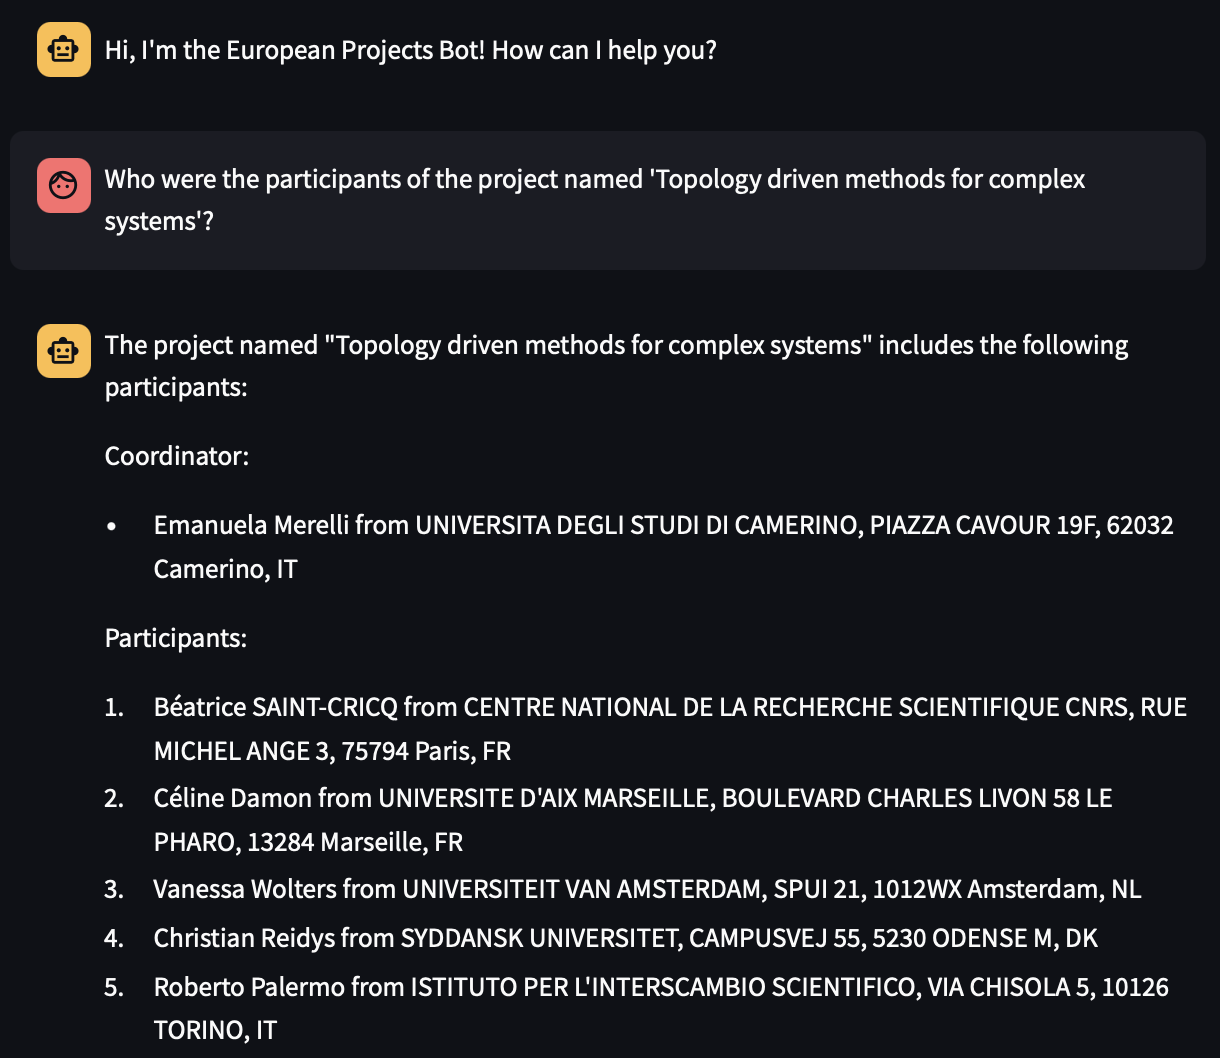 Hi, I'm the European Projects Bot! How can I help you?
Who were the participants of the project named 'Topology driven methods for complex
systems'?
The project named "Topology driven methods for complex systems" includes the following
participants:
Coordinator:
• Emanuela Merelli from UNIVERSITA DEGLI STUDI DI CAMERINO, PIAZZA CAVOUR 19F, 62032
Camerino, IT
Participants:
1. Béatrice SAINT-CRICQ from CENTRE NATIONAL DE LA RECHERCHE SCIENTIFIQUE CNRS, RUE
MICHEL ANGE 3, 75794 Paris, FR
2. Céline Damon from UNIVERSITE D'AIX MARSEILLE, BOULEVARD CHARLES LIVON 58 LE
PHARO, 13284 Marseille, FR
3. Vanessa Wolters from UNIVERSITEIT VAN AMSTERDAM, SPUI 21, 1012WX Amsterdam, NL
4. Christian Reidys from SYDDANSK UNIVERSITET, CAMPUSVEJ 55, 5230 ODENSE M, DK
5. Roberto Palermo from ISTITUTO PER L'INTERSCAMBIO SCIENTIFICO, VIA CHISOLA 5, 10126
TORINO, IT